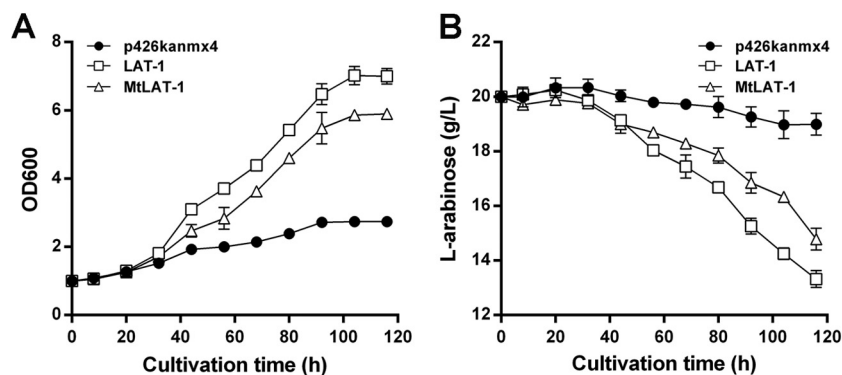 A
p426kanmx4
LAT-1
MtLAT-1
OD600
8
6
4
2
0
0 20 40 60 80 100 120
Cultivation time (h)
B
p426kanmx4
LAT-1
MtLAT-1
L-arabinose (g/L)
22
20
18
16
14
12
0 20 40 60 80 100 120
Cultivation time (h)